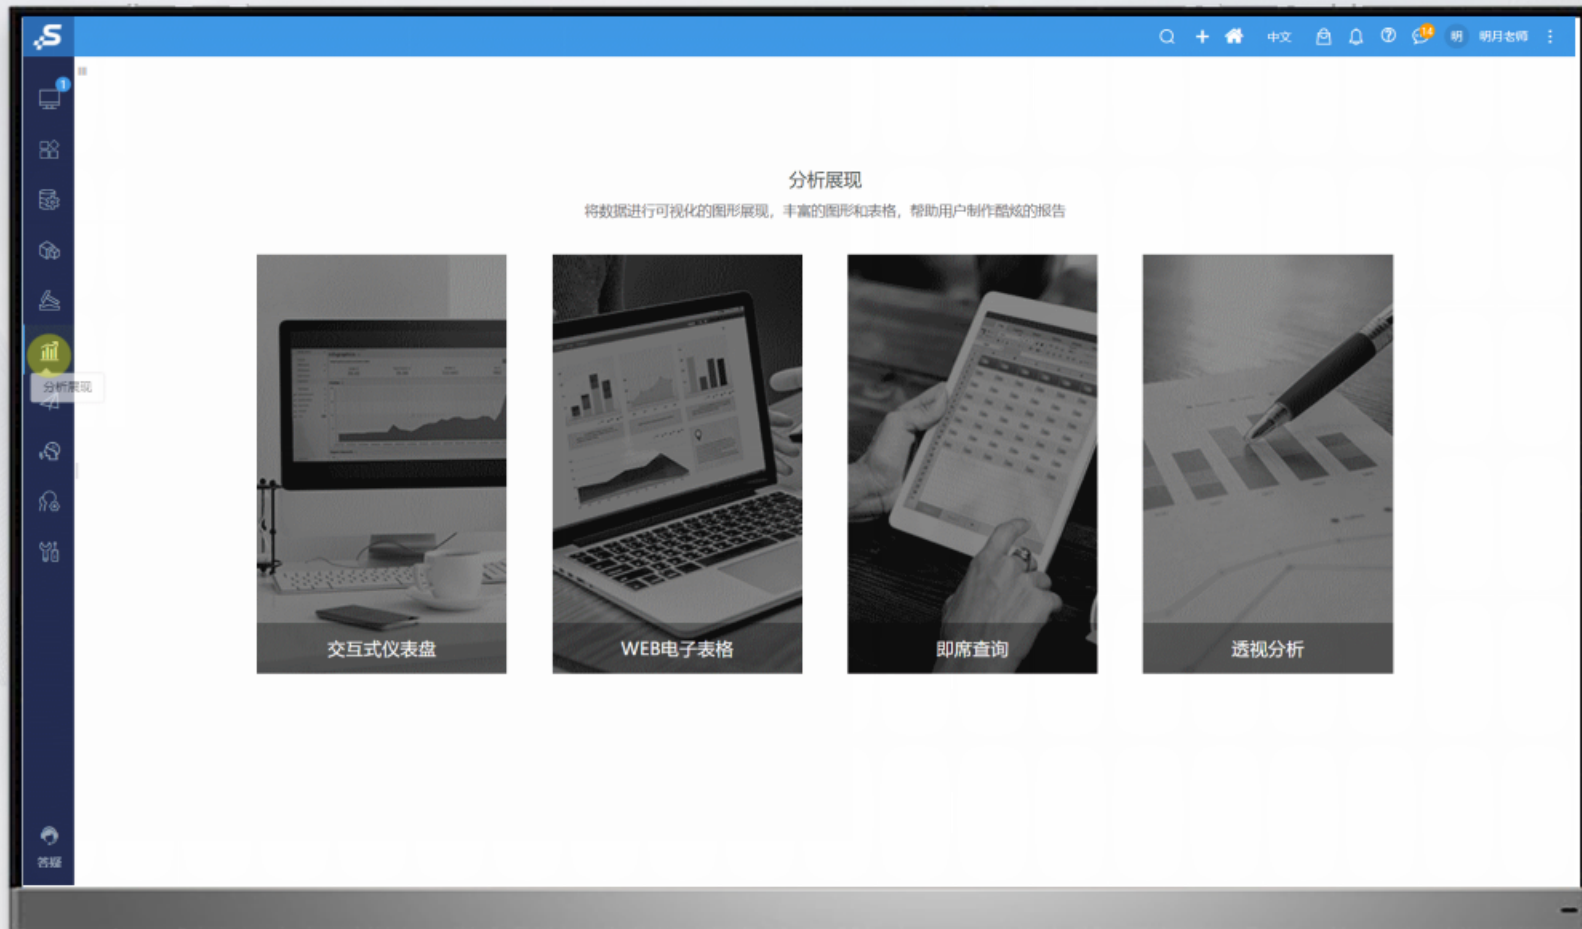 S
中文
14
明
明月老师
1
分析展现
将数据进行可视化的图形展现，丰富的图形和表格，帮助用户制作酷炫的报告
分析展现
交互式仪表盘
WEB电子表格
即席查询
透视分析
答疑